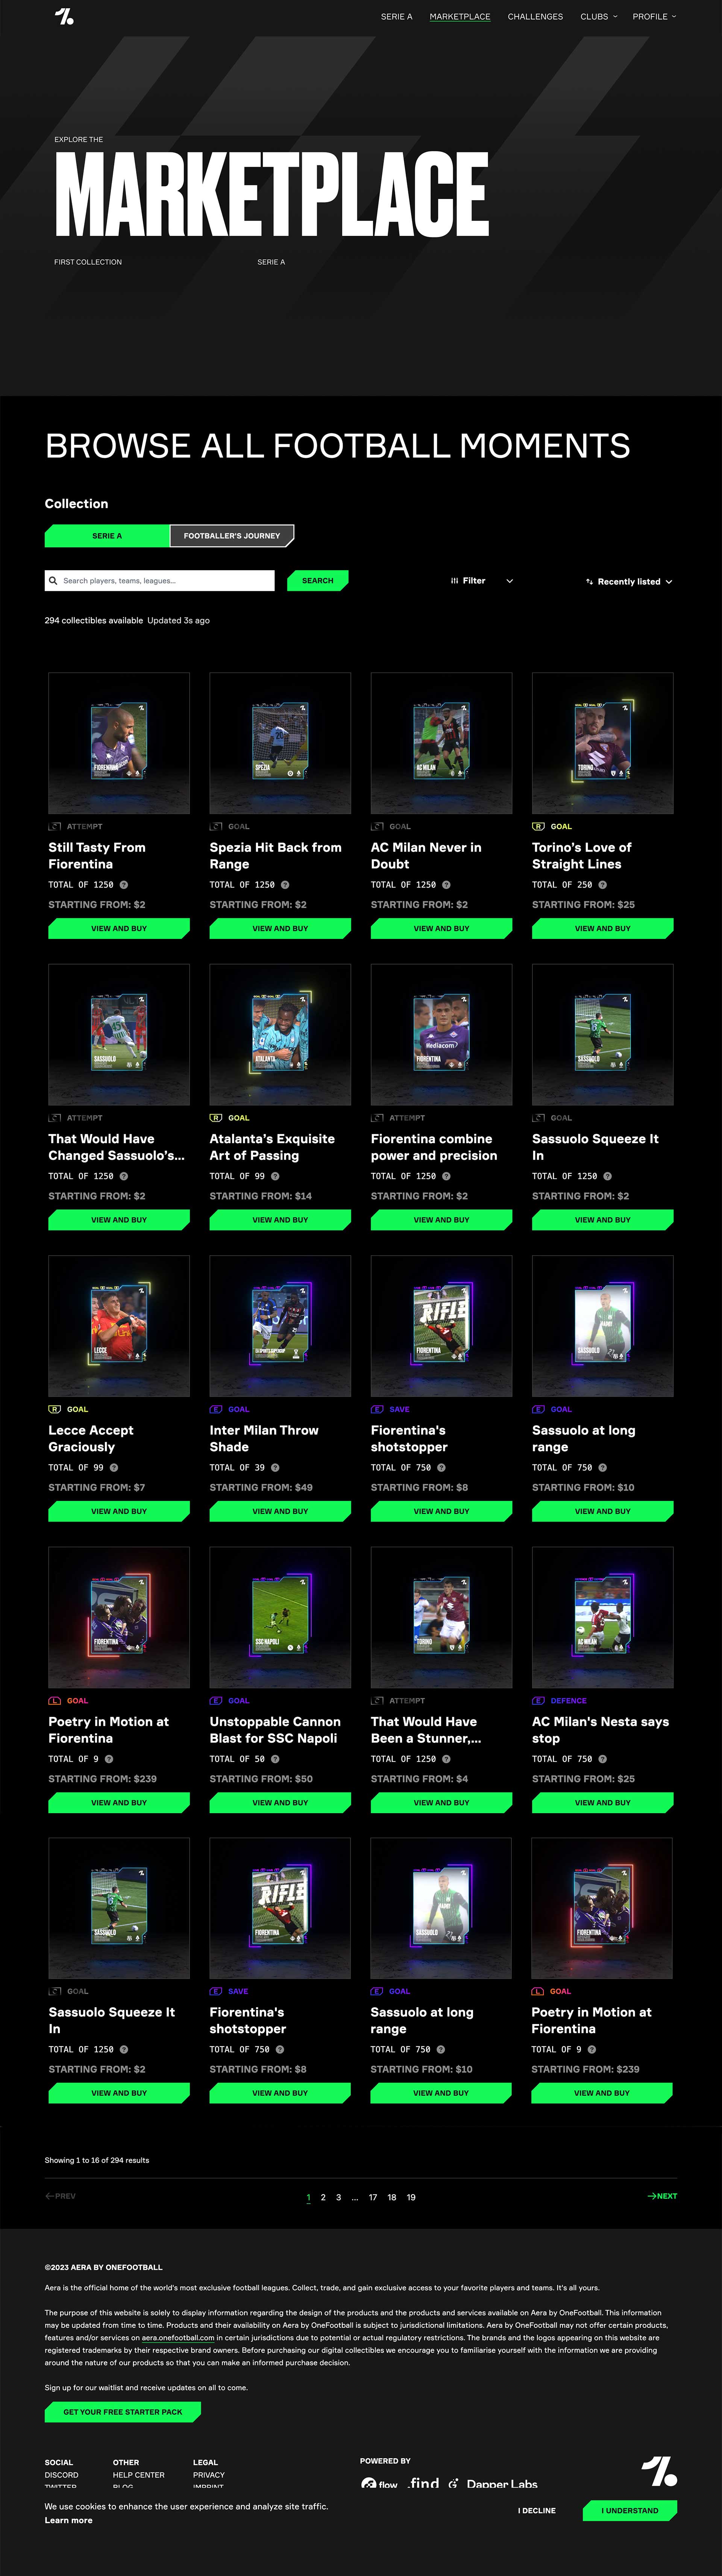 SERIE A MARKETPLACE CHALLENGES CLUBS PROFILE
EXPLORE THE
MARKETPLACE
FIRST COLLECTION SERIE A
BROWSE ALL FOOTBALL MOMENTS
Collection
SERIE A FOOTBALLER'S JOURNEY
Search players, teams, leagues... SEARCH Filter Recently listed
294 collectibles available Updated 3s ago
FIORENTINA SPEZIA AC MILAN TORINO
ATTEMPT GOAL GOAL R GOAL
Still Tasty From Spezia Hit Back from AC Milan Never in Torino's Love of
Fiorentina Range Doubt Straight Lines
TOTAL OF 1250 ? TOTAL OF 1250 ? TOTAL OF 1250 ? TOTAL OF 250 ?
STARTING FROM: $2 STARTING FROM: $2 STARTING FROM: $2 STARTING FROM: $25
VIEW AND BUY VIEW AND BUY VIEW AND BUY VIEW AND BUY
SASSUOLO ATALANTA Mediacom FIORENTINA SASSUOLO
ATTEMPT R GOAL ATTEMPT GOAL
That Would Have Atalanta's Exquisite Fiorentina combine Sassuolo Squeeze It
Changed Sassuolo's... Art of Passing power and precision In
TOTAL OF 1250 ? TOTAL OF 99 ? TOTAL OF 1250 ? TOTAL OF 1250 ?
STARTING FROM: $2 STARTING FROM: $14 STARTING FROM: $2 STARTING FROM: $2
VIEW AND BUY VIEW AND BUY VIEW AND BUY VIEW AND BUY
LECCE RIFLE FIORENTINA SASSUOLO
R GOAL E GOAL E SAVE E GOAL
Lecce Accept Inter Milan Throw Fiorentina's Sassuolo at long
Graciously Shade shotstopper range
TOTAL OF 99 ? TOTAL OF 39 ? TOTAL OF 750 ? TOTAL OF 750 ?
STARTING FROM: $7 STARTING FROM: $49 STARTING FROM: $8 STARTING FROM: $10
VIEW AND BUY VIEW AND BUY VIEW AND BUY VIEW AND BUY
FIORENTINA SSC NAPOLI TORINO AC MILAN
L GOAL E GOAL ATTEMPT E DEFENCE
Poetry in Motion at Unstoppable Cannon That Would Have AC Milan's Nesta says
Fiorentina Blast for SSC Napoli Been a Stunner,... stop
TOTAL OF 9 ? TOTAL OF 50 ? TOTAL OF 1250 ? TOTAL OF 750 ?
STARTING FROM: $239 STARTING FROM: $50 STARTING FROM: $4 STARTING FROM: $25
VIEW AND BUY VIEW AND BUY VIEW AND BUY VIEW AND BUY
SASSUOLO RIFLE FIORENTINA SASSUOLO FIORENTINA
GOAL E SAVE E GOAL L GOAL
Sassuolo Squeeze It Fiorentina's Sassuolo at long Poetry in Motion at
In shotstopper range Fiorentina
TOTAL OF 1250 ? TOTAL OF 750 ? TOTAL OF 750 ? TOTAL OF 9 ?
STARTING FROM: $2 STARTING FROM: $8 STARTING FROM: $10 STARTING FROM: $239
VIEW AND BUY VIEW AND BUY VIEW AND BUY VIEW AND BUY
Showing 1 to 16 of 294 results
PREV 1 2 3 ... 17 18 19 NEXT
©2023 AERA BY ONEFOOTBALL
Aera is the official home of the world's most exclusive football leagues. Collect, trade, and gain exclusive access to your favorite players and teams. It's all yours.
The purpose of this website is solely to display information regarding the design of the products and the products and services available on Aera by OneFootball. This information
may be updated from time to time. Products and their availability on Aera by OneFootball is subject to jurisdictional limitations. Aera by OneFootball may not offer certain products,
features and/or services on aera.onefootball.com in certain jurisdictions due to potential or actual regulatory restrictions. The brands and the logos appearing on this website are
registered trademarks by their respective brand owners. Before purchasing our digital collectibles we encourage you to familiarise yourself with the information we are providing
around the nature of our products so that you can make an informed purchase decision.
Sign up for our waitlist and receive updates on all to come.
GET YOUR FREE STARTER PACK
SOCIAL OTHER LEGAL POWERED BY
DISCORD HELP CENTER PRIVACY
TWITTER BLOG IMPRINT flow .find Dapper Labs
We use cookies to enhance the user experience and analyze site traffic.
Learn more
I DECLINE I UNDERSTAND